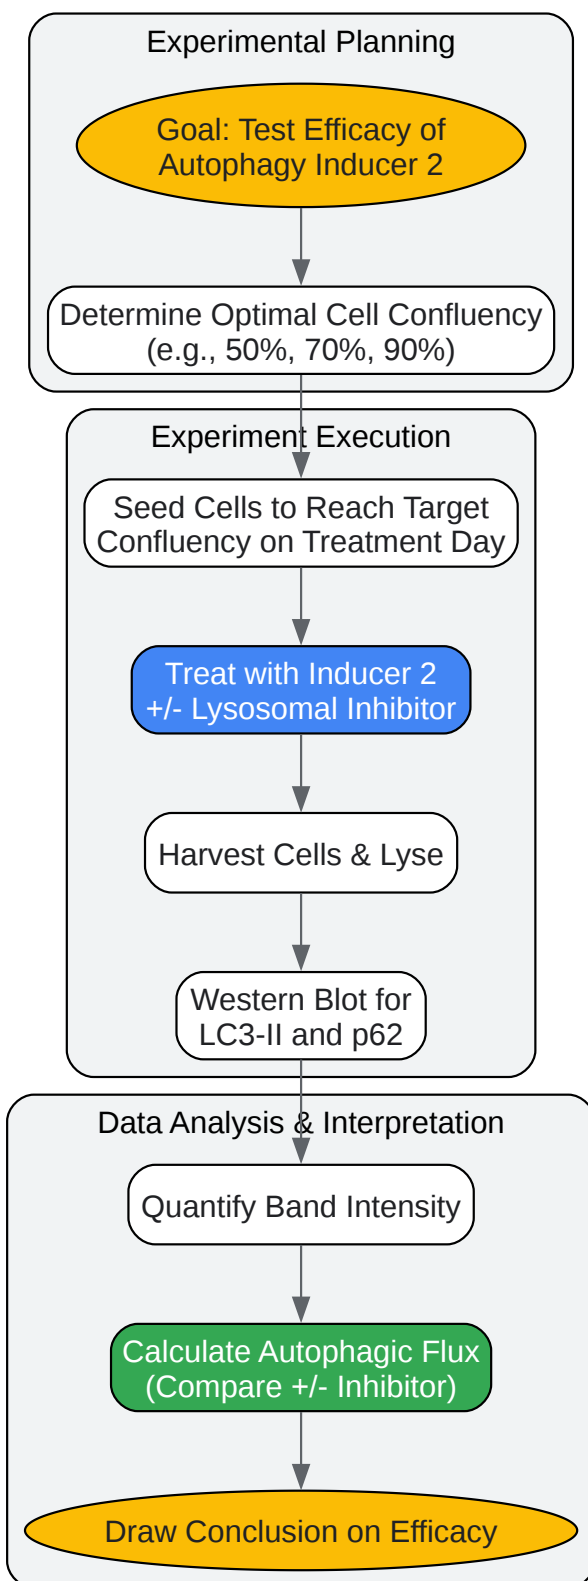 Experimental Planning
Goal: Test Efficacy of
Autophagy Inducer 2
Determine Optimal Cell Confluency
(e.g., 50%, 70%, 90%)
Experiment Execution
Seed Cells to Reach Target
Confluency on Treatment Day
Treat with Inducer 2
+/- Lysosomal Inhibitor
Harvest Cells & Lyse
Western Blot for
LC3-II and p62
Data Analysis & Interpretation
Quantify Band Intensity
Calculate Autophagic Flux
(Compare +/- Inhibitor)
Draw Conclusion on Efficacy